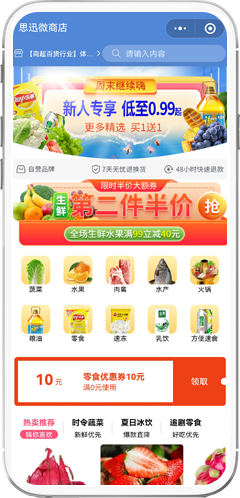 思迅微商店
【商超百货行业】体...
请输入内容
周末继续嗨
新人专享 低至0.99起
更多精选 买1送1
自营品牌
7天无忧退换货
48小时快速退款
限时半价大额券
生鲜
第二件半价
抢
全场生鲜水果满99立减40元
蔬菜
水果
肉禽
水产
火锅
粮油
零食
速冻
乳饮
方便速食
10元
零食优惠券10元
满0元使用
领取
热卖推荐
时令蔬菜
夏日冰饮
追剧零食
猜你喜欢
新鲜优先
爆款直降
好吃优先